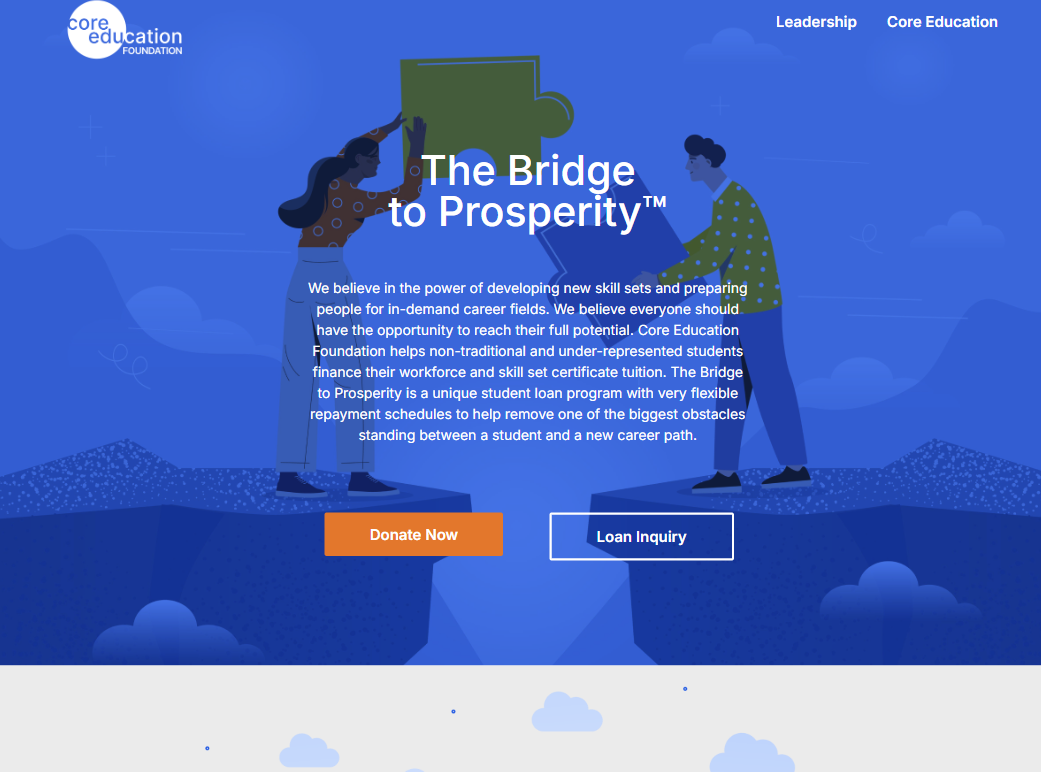 core
education
FOUNDATION
Leadership Core Education
The Bridge
to Prosperity™
We believe in the power of developing new skill sets and preparing
people for in-demand career fields. We believe everyone should
have the opportunity to reach their full potential. Core Education
Foundation helps non-traditional and under-represented students
finance their workforce and skill set certificate tuition. The Bridge
to Prosperity is a unique student loan program with very flexible
repayment schedules to help remove one of the biggest obstacles
standing between a student and a new career path.
Donate Now Loan Inquiry